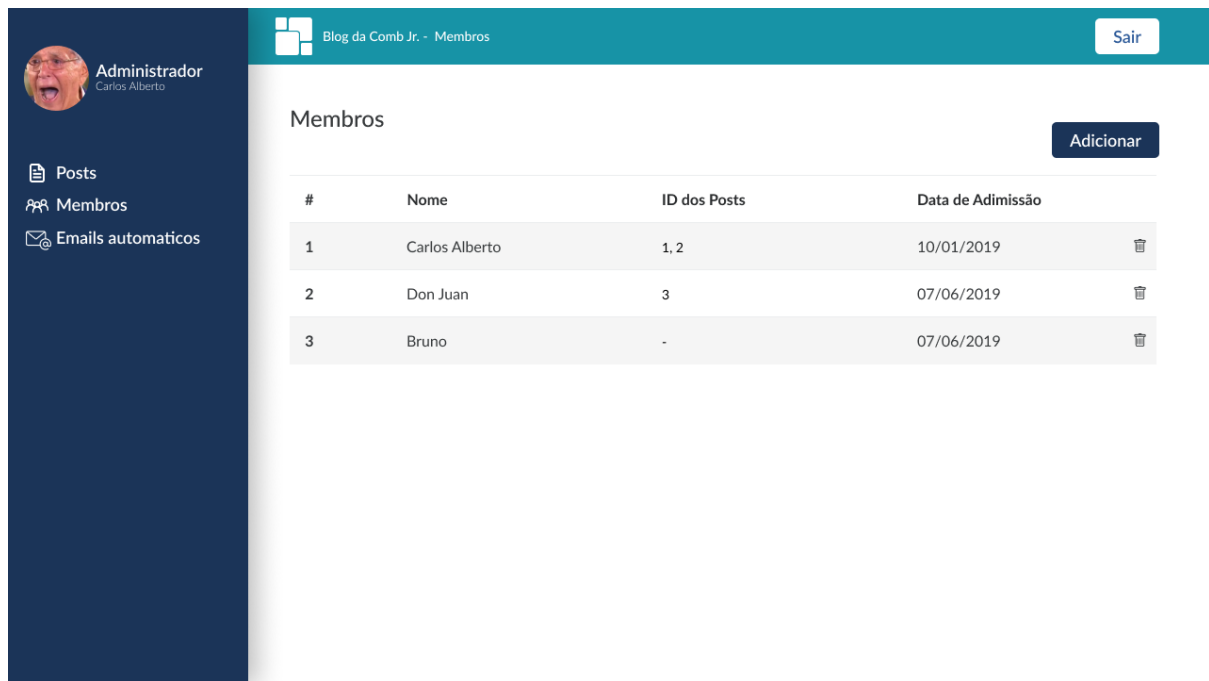 Blog da Comb Jr. - Membros
Sair
Administrador
Carlos Alberto
Posts
Membros
Emails automaticos
Membros
Adicionar
# Nome ID dos Posts Data de Adimissão
1 Carlos Alberto 1, 2 10/01/2019
2 Don Juan 3 07/06/2019
3 Bruno - 07/06/2019